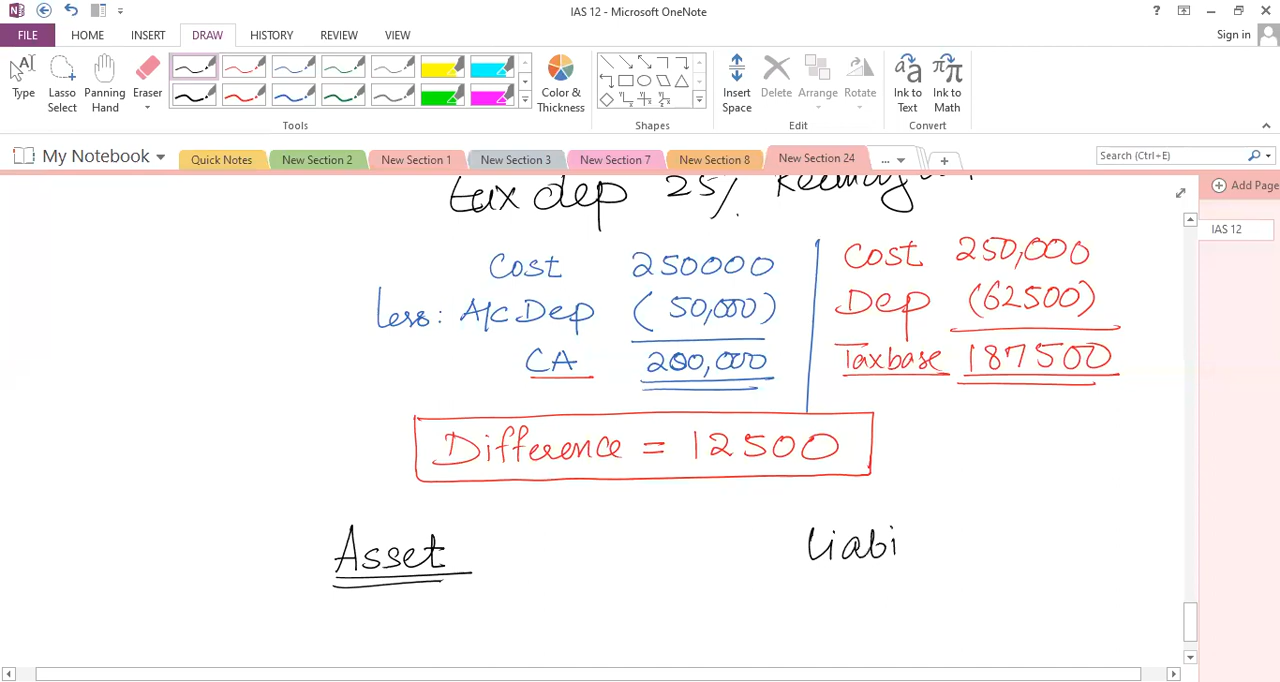 IAS 12 - Microsoft OneNote
?
FILE HOME INSERT DRAW HISTORY REVIEW VIEW
Sign in
Type
Lasso Select
Panning Hand
Eraser
Color & Thickness
Insert Space
Delete
Arrange
Rotate
Ink to Text
Ink to Math
Tools
Shapes
Edit
Convert
My Notebook
Quick Notes
New Section 2
New Section 1
New Section 3
New Section 7
New Section 8
New Section 24
...
+
Search (Ctrl+E)
Add Page
IAS 12
tax dep 25%
Cost 250000
less: A/c Dep (50,000)
CA 200,000
Cost 250,000
Dep (62500)
Taxbase 187500
Difference = 12500
Asset
Liabi